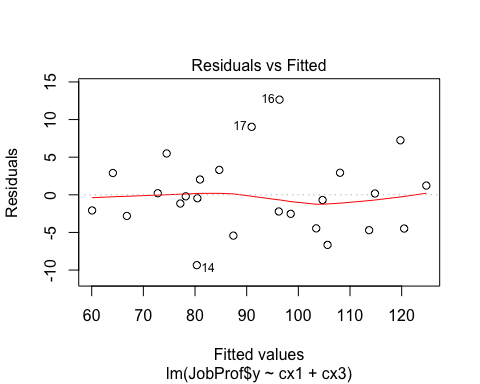 Residuals vs Fitted
Residuals
15
10
5
0
-5
-10
16
17
14
60 70 80 90 100 110 120
Fitted values
lm(JobProf$y ~ cx1 + cx3)